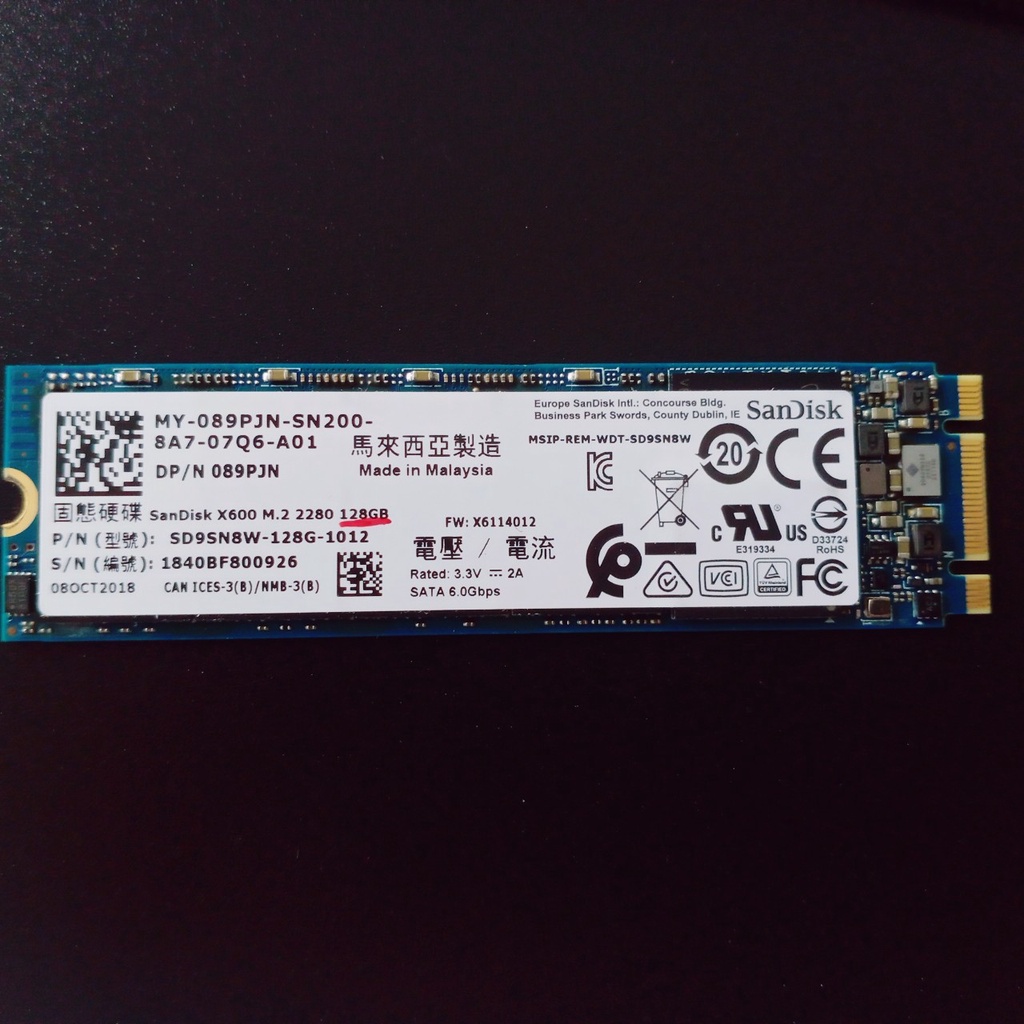 MY-089PJN-SN200-
8A7-07Q6-A01
DP/N 089PJN
馬來西亞製造
Made in Malaysia
Europe SanDisk Intl.: Concourse Bldg.
Business Park Swords, County Dublin, IE
SanDisk
MSIP-REM-WDT-SD9SN8W
20
CE
固態硬碟 SanDisk X600 M.2 2280 128GB
P/N (型號): SD9SN8W-128G-1012
S/N (編號): 1840BF800926
08OCT2018
CAN ICES-3(B)/NMB-3(B)
FW: X6114012
電壓 / 電流
Rated: 3.3V ⎓ 2A
SATA 6.0Gbps
c RU US
E319334
D33724
RoHS
VCI
CERTIFIED
FC